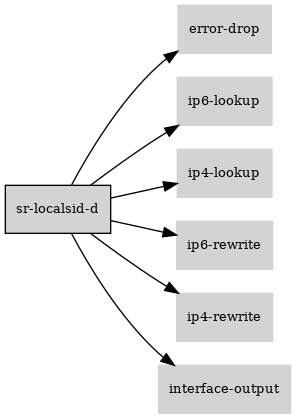 error-drop
ip6-lookup
ip4-lookup
sr-localsid-d
ip6-rewrite
ip4-rewrite
interface-output